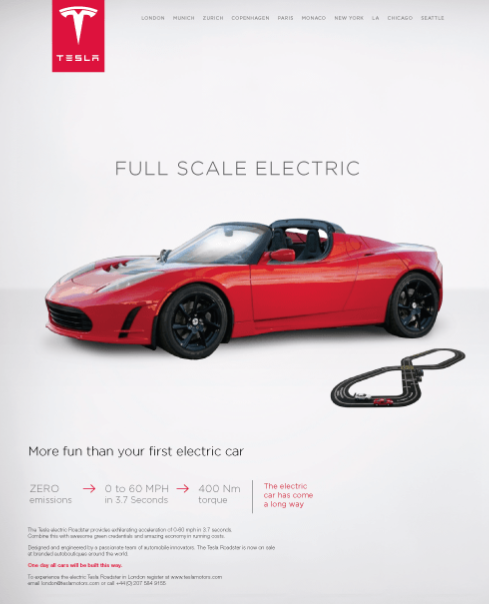 TESLA
LONDON MUNICH ZURICH COPENHAGEN PARIS MONACO NEW YORK LA CHICAGO SEATTLE
FULL SCALE ELECTRIC
More fun than your first electric car
ZERO
emissions
0 to 60 MPH
in 3.7 Seconds
400 Nm
torque
The electric
car has come
a long way
The Tesla electric Roadster provides exhilarating acceleration of 0-60 mph in 3.7 seconds.
Combine this with awesome green credentials and amazing economy in running costs.
Designed and engineered by a passionate team of automobile innovators. The Tesla Roadster is now on sale
at branded autoboutiques around the world.
One day all cars will be built this way.
To experience the electric Tesla Roadster in London register at www.teslamotors.com
email london@teslamotors.com or call +44(0)207 584 9155